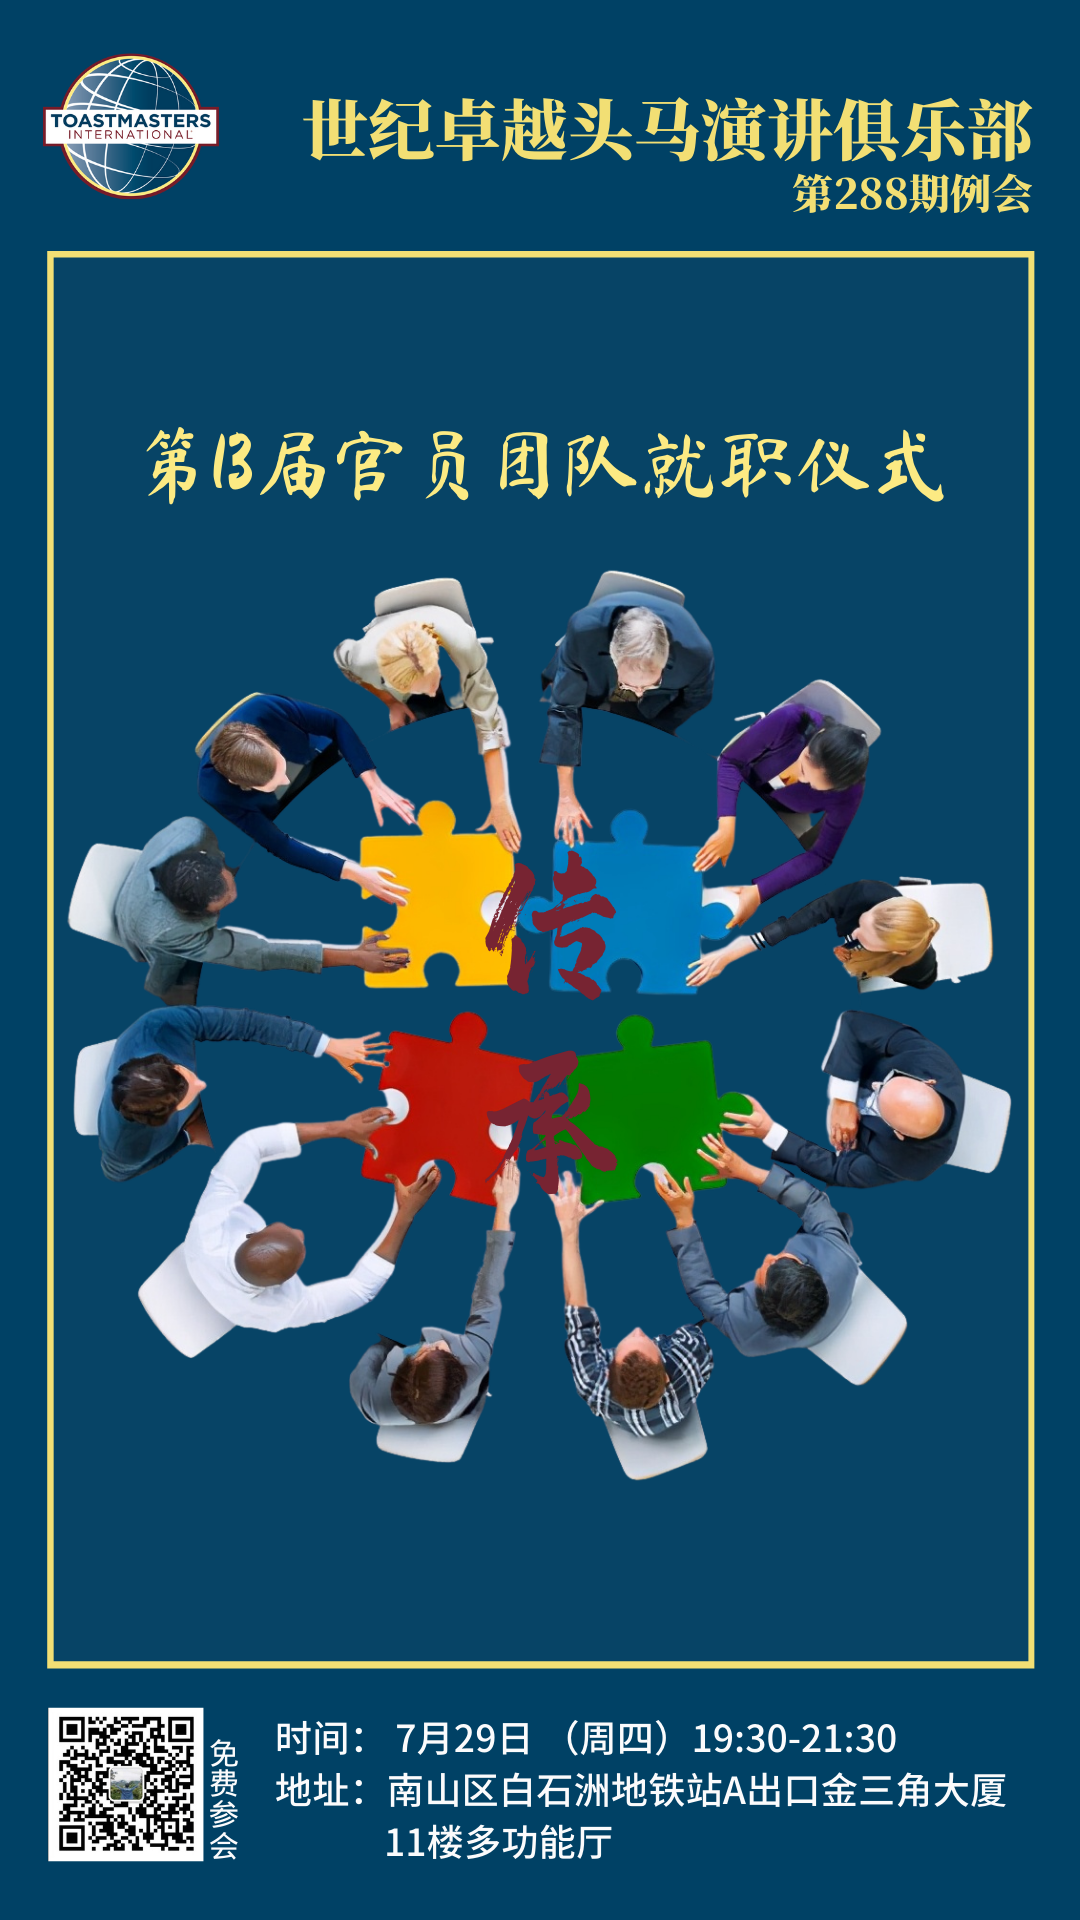 TOASTMASTERS
INTERNATIONAL
世纪卓越头马演讲俱乐部
第288期例会
第13届官员团队就职仪式
传
承
免费参会
时间： 7月29日 （周四）19:30-21:30
地址：南山区白石洲地铁站A出口金三角大厦
11楼多功能厅